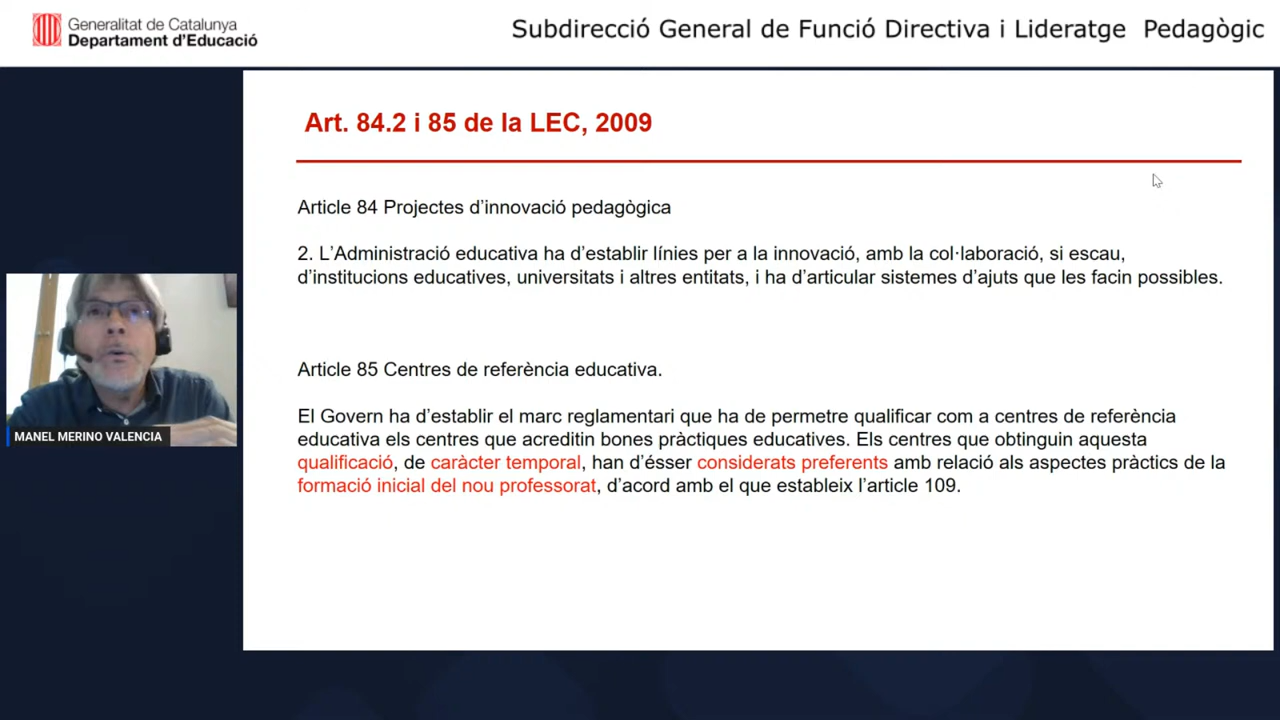 Generalitat de Catalunya
Departament d'Educació
Subdirecció General de Funció Directiva i Lideratge Pedagògic
Art. 84.2 i 85 de la LEC, 2009
Article 84 Projectes d'innovació pedagògica
2. L'Administració educativa ha d'establir línies per a la innovació, amb la col·laboració, si escau,
d'institucions educatives, universitats i altres entitats, i ha d'articular sistemes d'ajuts que les facin possibles.
Article 85 Centres de referència educativa.
El Govern ha d'establir el marc reglamentari que ha de permetre qualificar com a centres de referència
educativa els centres que acreditin bones pràctiques educatives. Els centres que obtinguin aquesta
qualificació, de caràcter temporal, han d'ésser considerats preferents amb relació als aspectes pràctics de la
formació inicial del nou professorat, d'acord amb el que estableix l'article 109.
MANEL MERINO VALENCIA